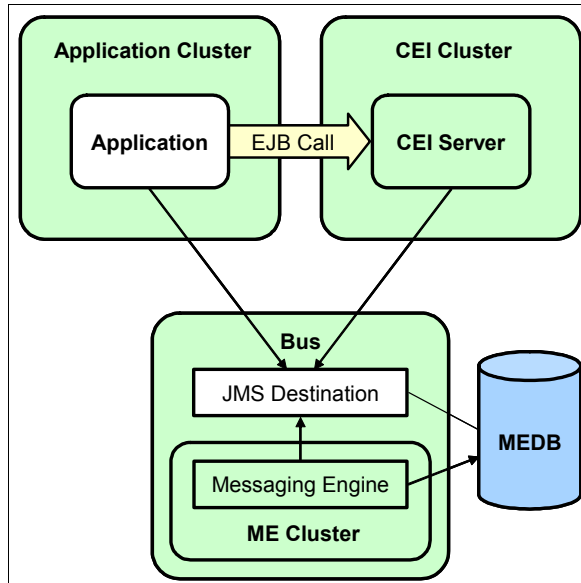 Application Cluster
CEI Cluster
Application
EJB Call
CEI Server
Bus
JMS Destination
MEDB
Messaging Engine
ME Cluster